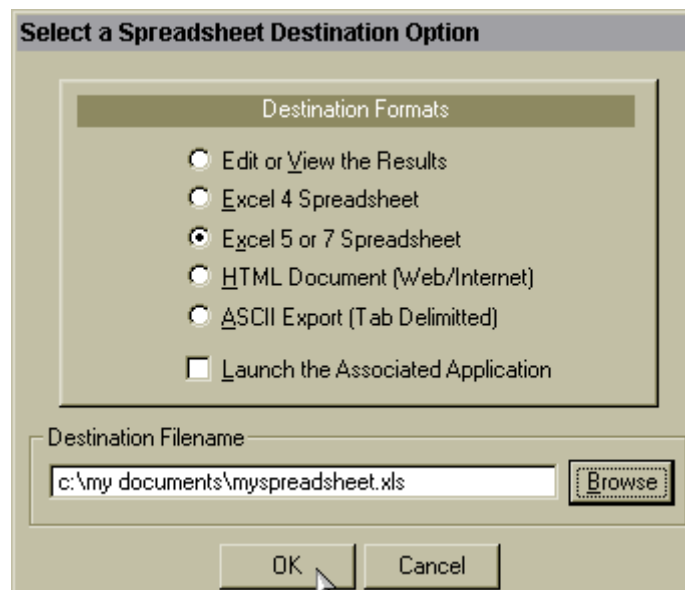 Select a Spreadsheet Destination Option
Destination Formats
Edit or View the Results
Excel 4 Spreadsheet
Excel 5 or 7 Spreadsheet
HTML Document (Web/Internet)
ASCII Export (Tab Delimitted)
Launch the Associated Application
Destination Filename
c:\my documents\myspreadsheet.xls
Browse
OK
Cancel